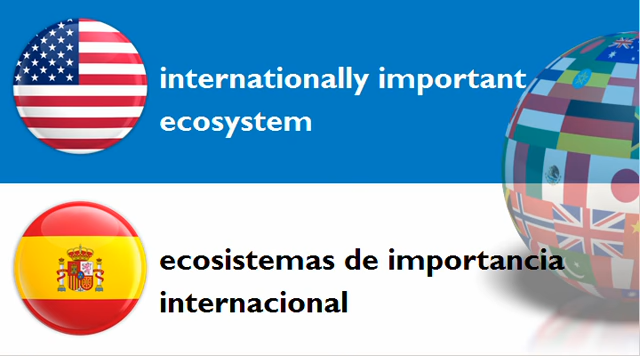 internationally important
ecosystem
ecosistemas de importancia
internacional